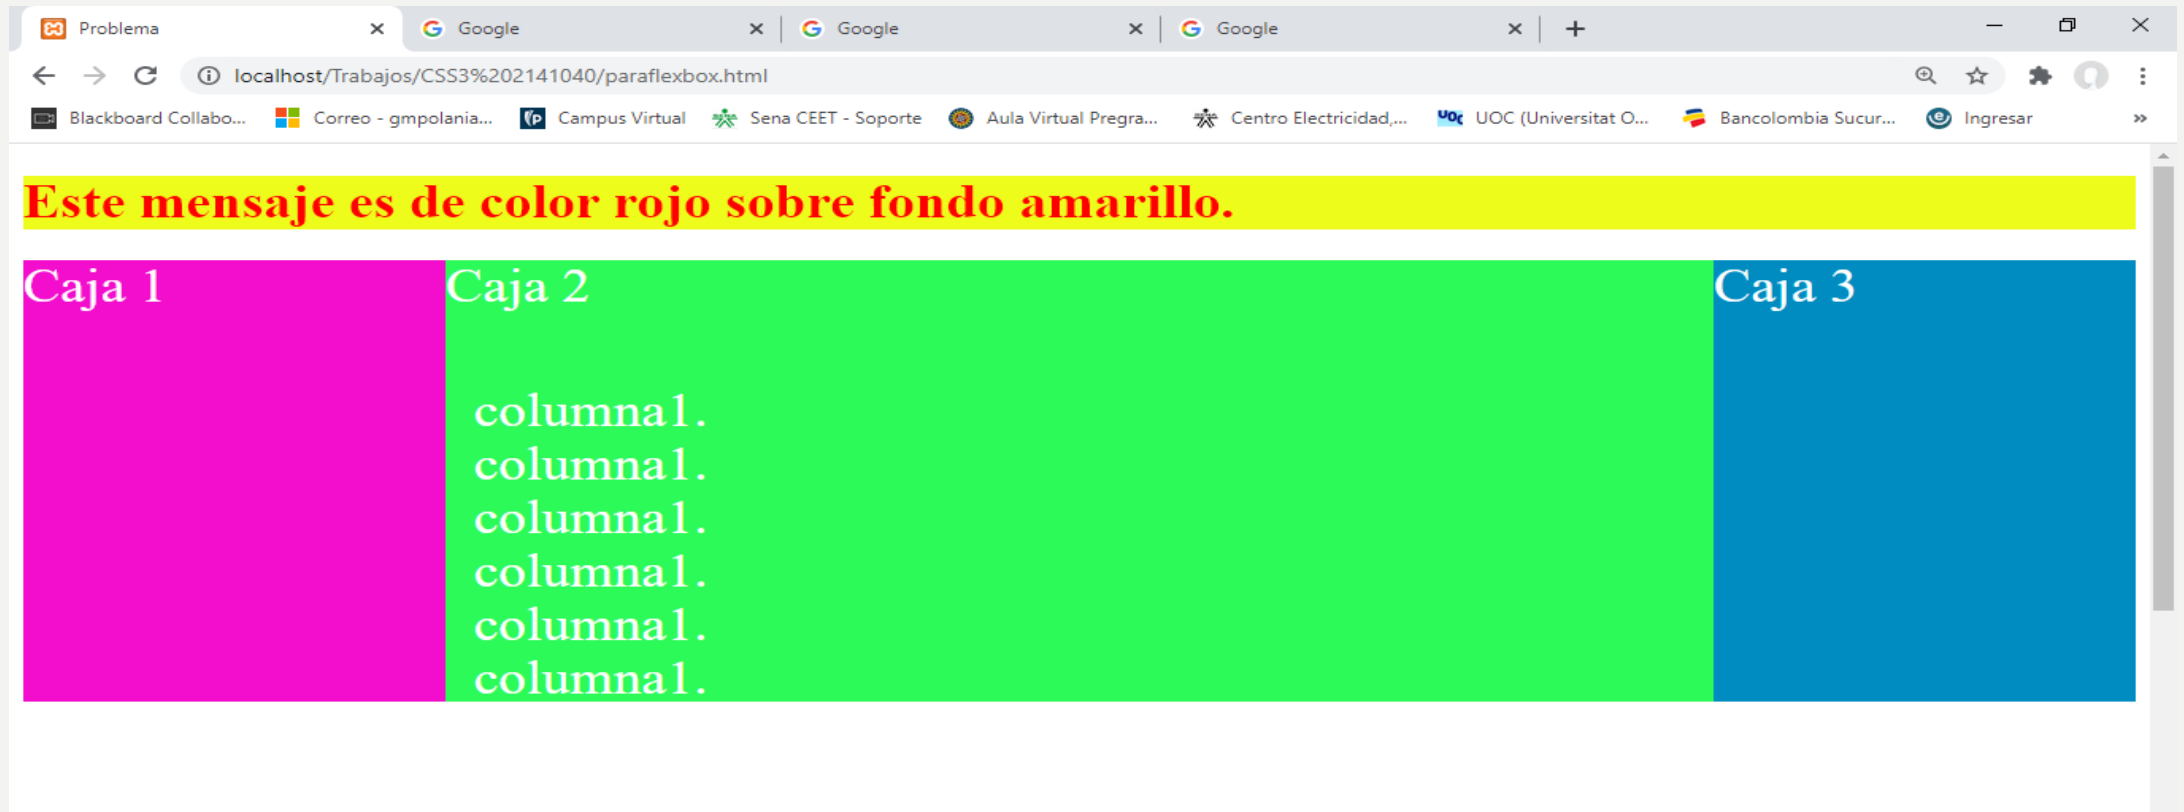 Problema Google Google Google
localhost/Trabajos/CSS3%202141040/paraflexbox.html
Blackboard Collabo... Correo - gmpolania... Campus Virtual Sena CEET - Soporte Aula Virtual Pregra... Centro Electricidad,... UOC UOC (Universitat O... Bancolombia Sucur... Ingresar »
Este mensaje es de color rojo sobre fondo amarillo.
Caja 1 Caja 2 Caja 3
columna1.
columna1.
columna1.
columna1.
columna1.
columna1.